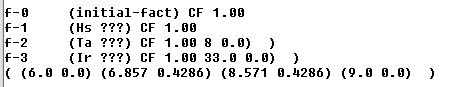 f-0     (initial-fact) CF 1.00
f-1     (Hs ???) CF 1.00
f-2     (Ta ???) CF 1.00 8 0.0)  )
f-3     (Ir ???) CF 1.00 33.0 0.0)  )
( (6.0 0.0) (6.857 0.4286) (8.571 0.4286) (9.0 0.0)  )